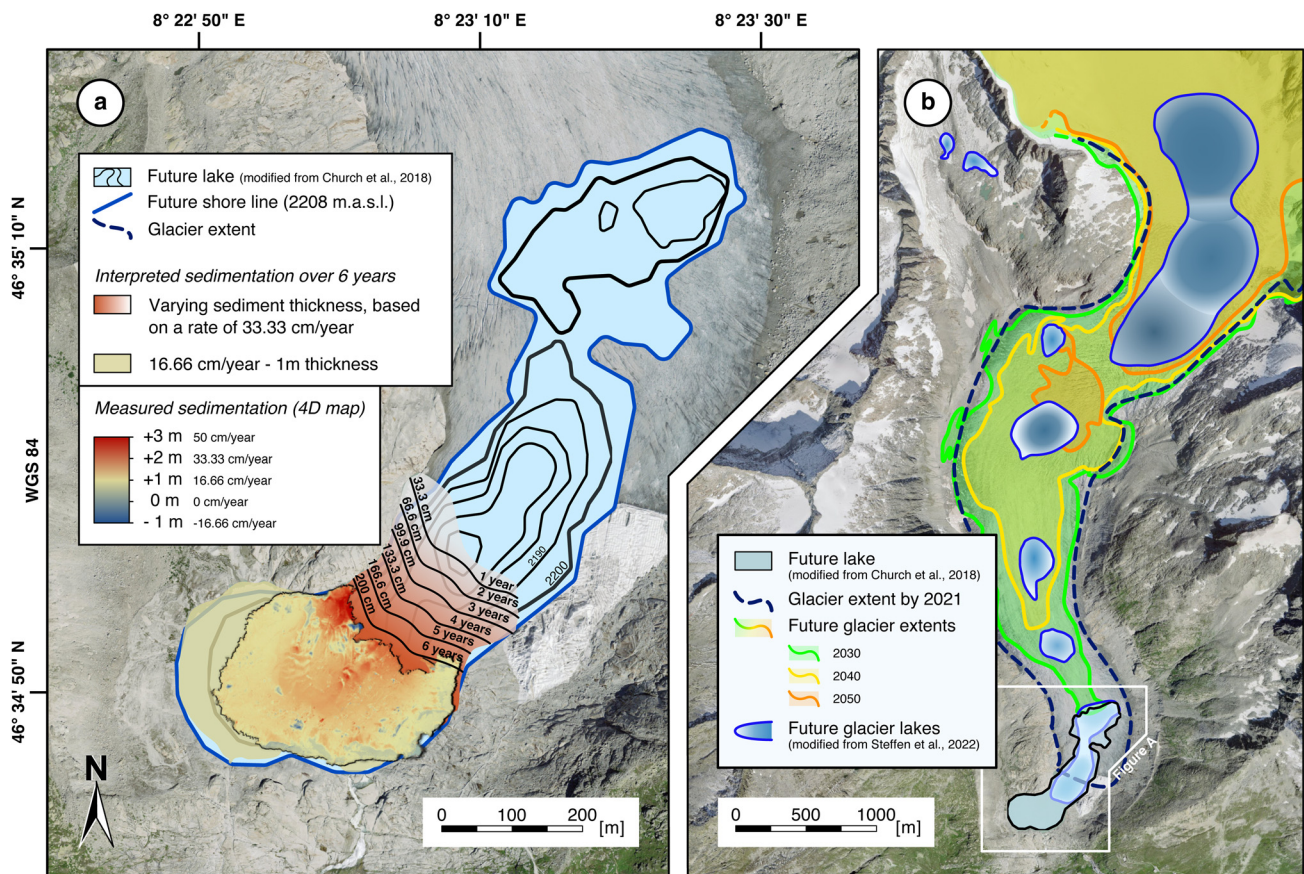 8° 22' 50" E
8° 23' 10" E
8° 23' 30" E
46° 35' 10" N
WGS 84
46° 34' 50" N
a
Future lake (modified from Church et al., 2018)
Future shore line (2208 m.a.s.l.)
Glacier extent
Interpreted sedimentation over 6 years
Varying sediment thickness, based
on a rate of 33.33 cm/year
16.66 cm/year - 1m thickness
Measured sedimentation (4D map)
+3 m 50 cm/year
+2 m 33.33 cm/year
+1 m 16.66 cm/year
0 m 0 cm/year
- 1 m -16.66 cm/year
33.3 cm
66.6 cm
99.9 cm
133.3 cm
166.6 cm
200 cm
1 year
2 years
3 years
4 years
5 years
6 years
2190
2200
N
0 100 200 [m]
b
Future lake
(modified from Church et al., 2018)
Glacier extent by 2021
Future glacier extents
2030
2040
2050
Future glacier lakes
(modified from Steffen et al., 2022)
Figure A
0 500 1000 [m]